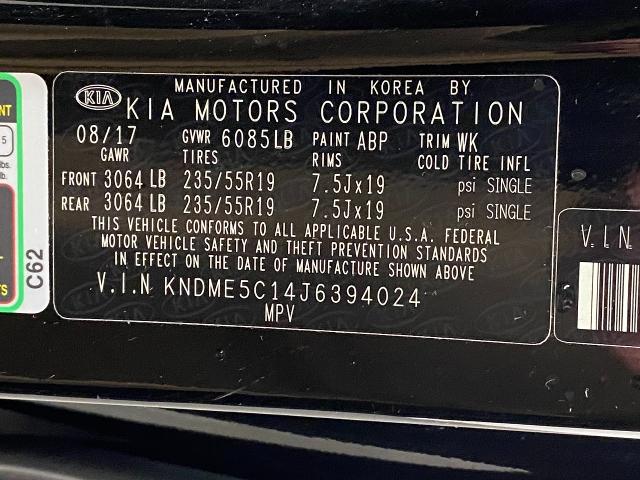 MANUFACTURED IN KOREA BY
KIA KIA MOTORS CORPORATION
08/17 GVWR 6085LB PAINT ABP TRIM WK
GAWR TIRES RIMS COLD TIRE INFL
FRONT 3064 LB 235/55R19 7.5Jx19 psi SINGLE
REAR 3064 LB 235/55R19 7.5Jx19 psi SINGLE
THIS VEHICLE CONFORMS TO ALL APPLICABLE U.S.A. FEDERAL
MOTOR VEHICLE SAFETY AND THEFT PREVENTION STANDARDS
IN EFFECT ON THE DATE OF MANUFACTURE SHOWN ABOVE
V.I.N KNDME5C14J6394024
MPV
C62
V.I.N